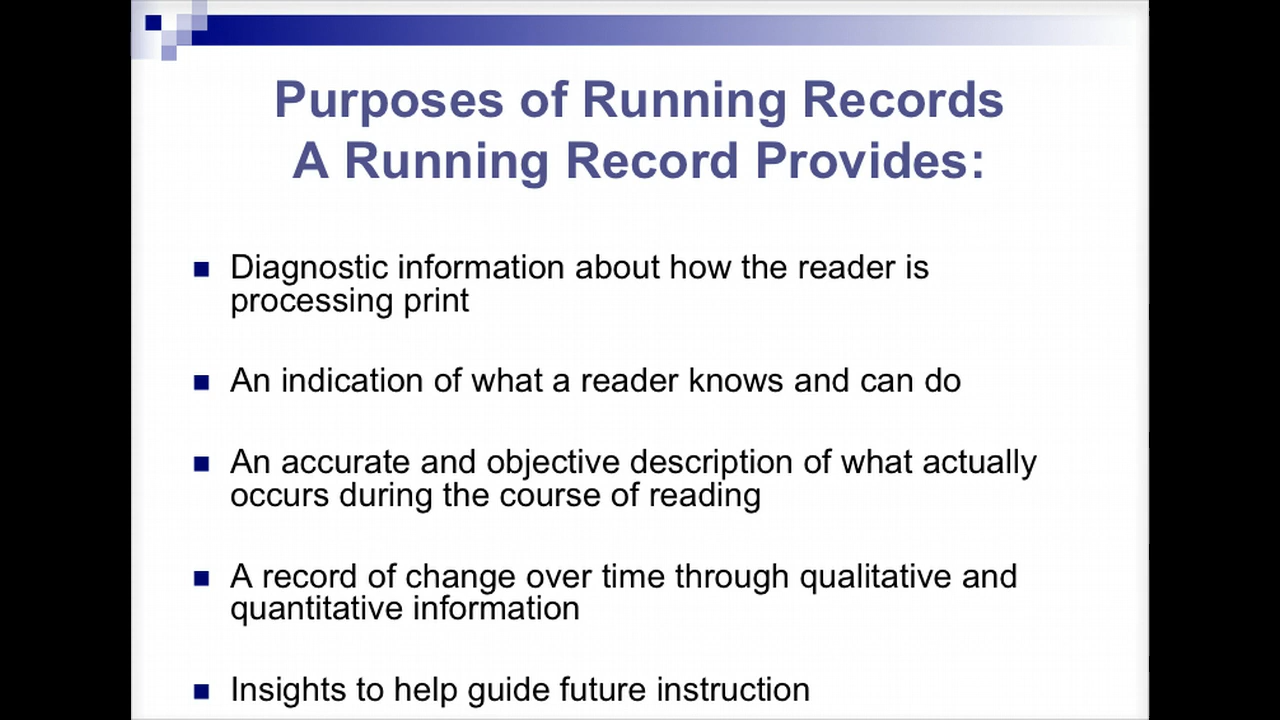 Purposes of Running Records
A Running Record Provides:
Diagnostic information about how the reader is
processing print
An indication of what a reader knows and can do
An accurate and objective description of what actually
occurs during the course of reading
A record of change over time through qualitative and
quantitative information
Insights to help guide future instruction